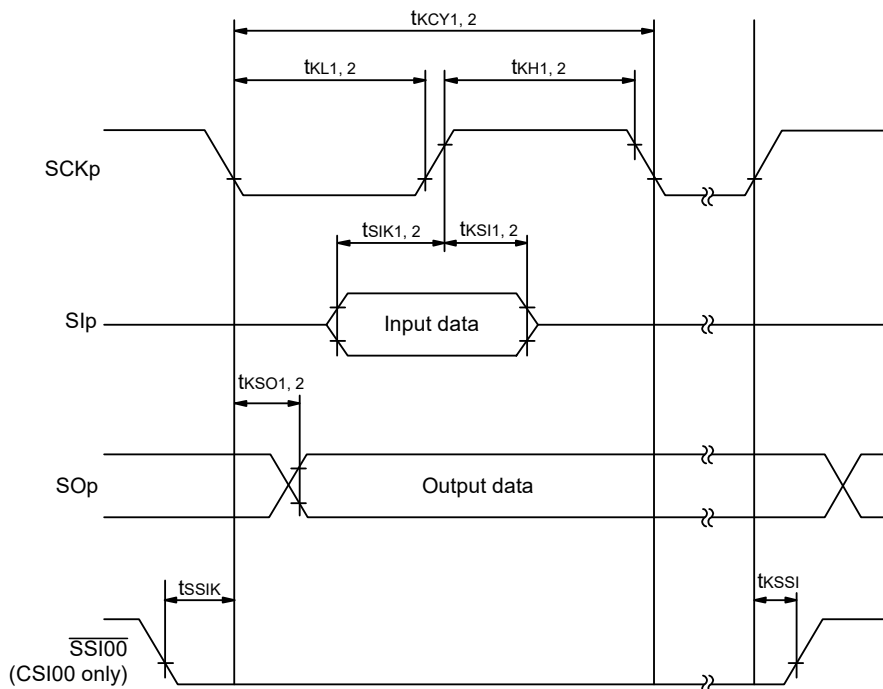 tKCY1, 2
tKL1, 2
tKH1, 2
SCKp
tSIK1, 2
tKSI1, 2
SIp
Input data
tKSO1, 2
SOp
Output data
tSSIK
tKSSI
SSI00
(CSI00 only)